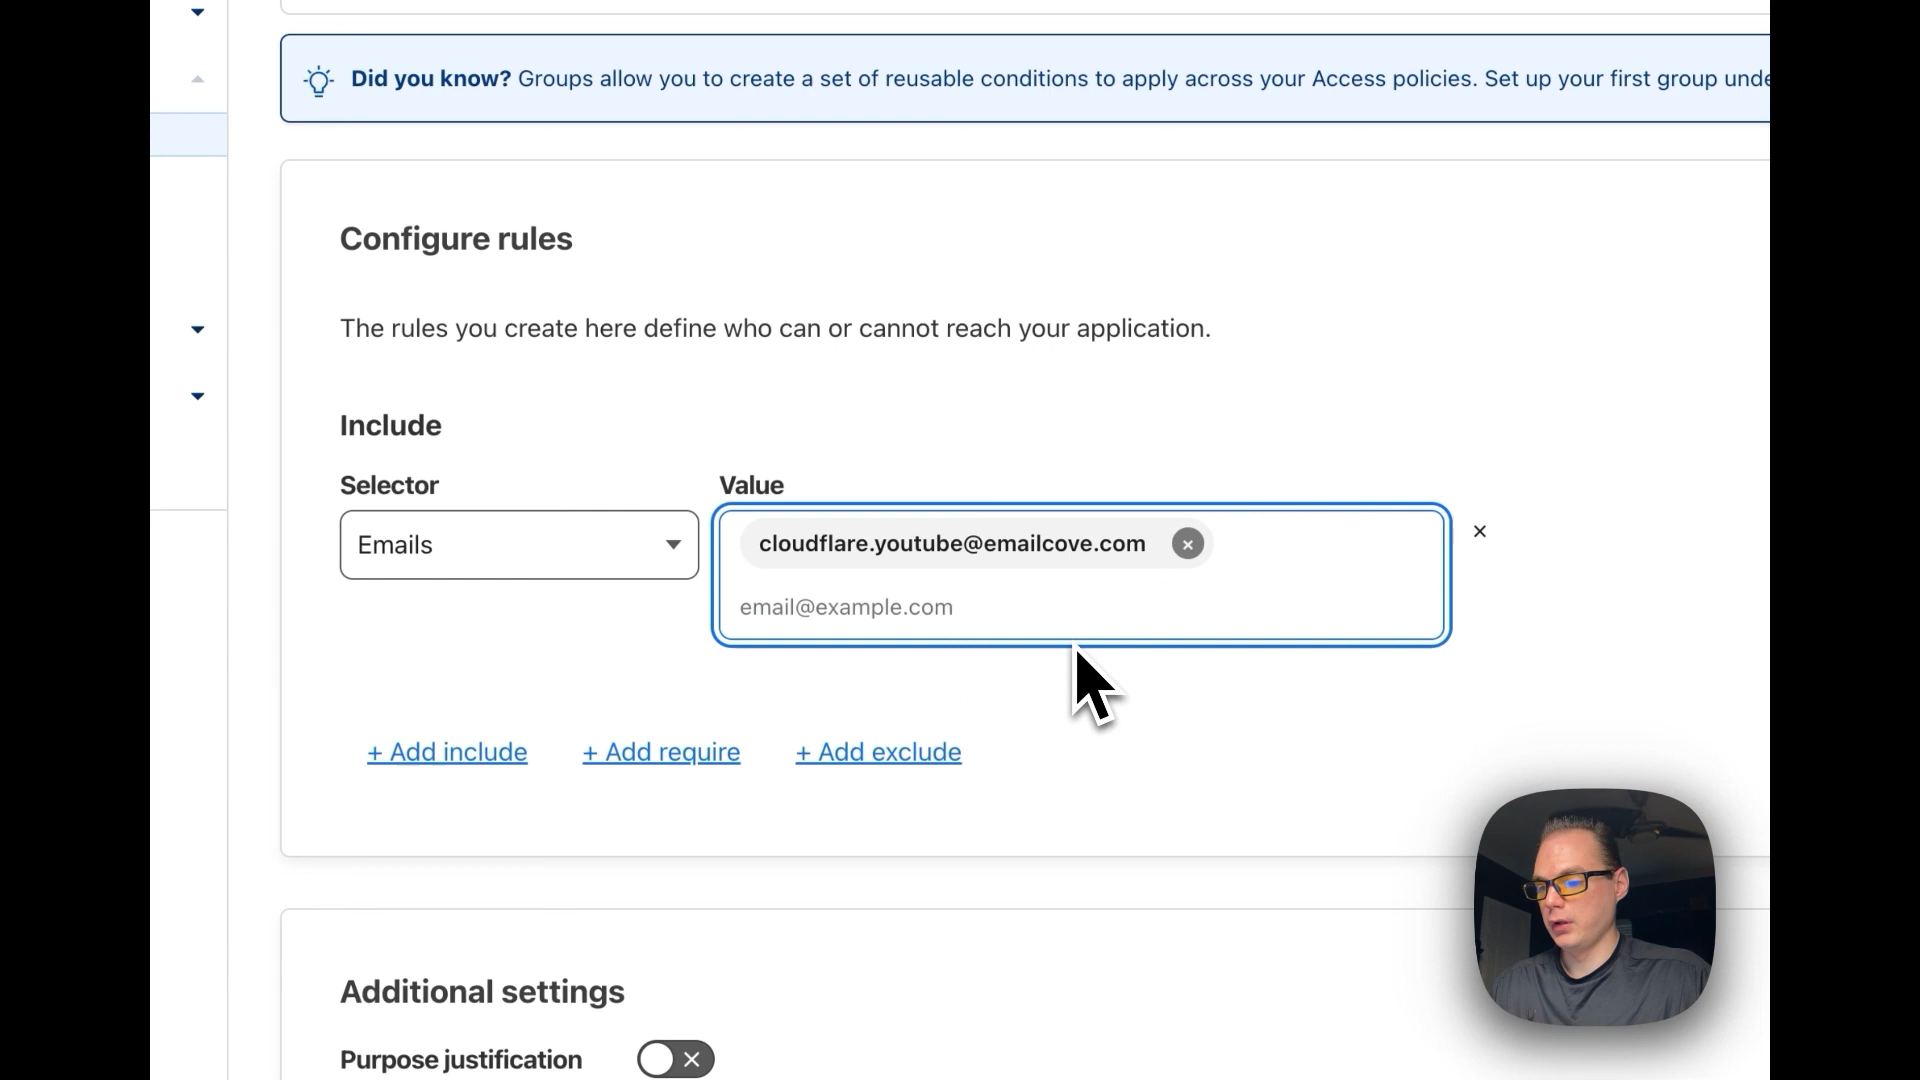 Did you know? Groups allow you to create a set of reusable conditions to apply across your Access policies. Set up your first group
Configure rules
The rules you create here define who can or cannot reach your application.
Include
Selector
Value
Emails
cloudflare.youtube@emailcove.com
email@example.com
+ Add include
+ Add require
+ Add exclude
Additional settings
Purpose justification